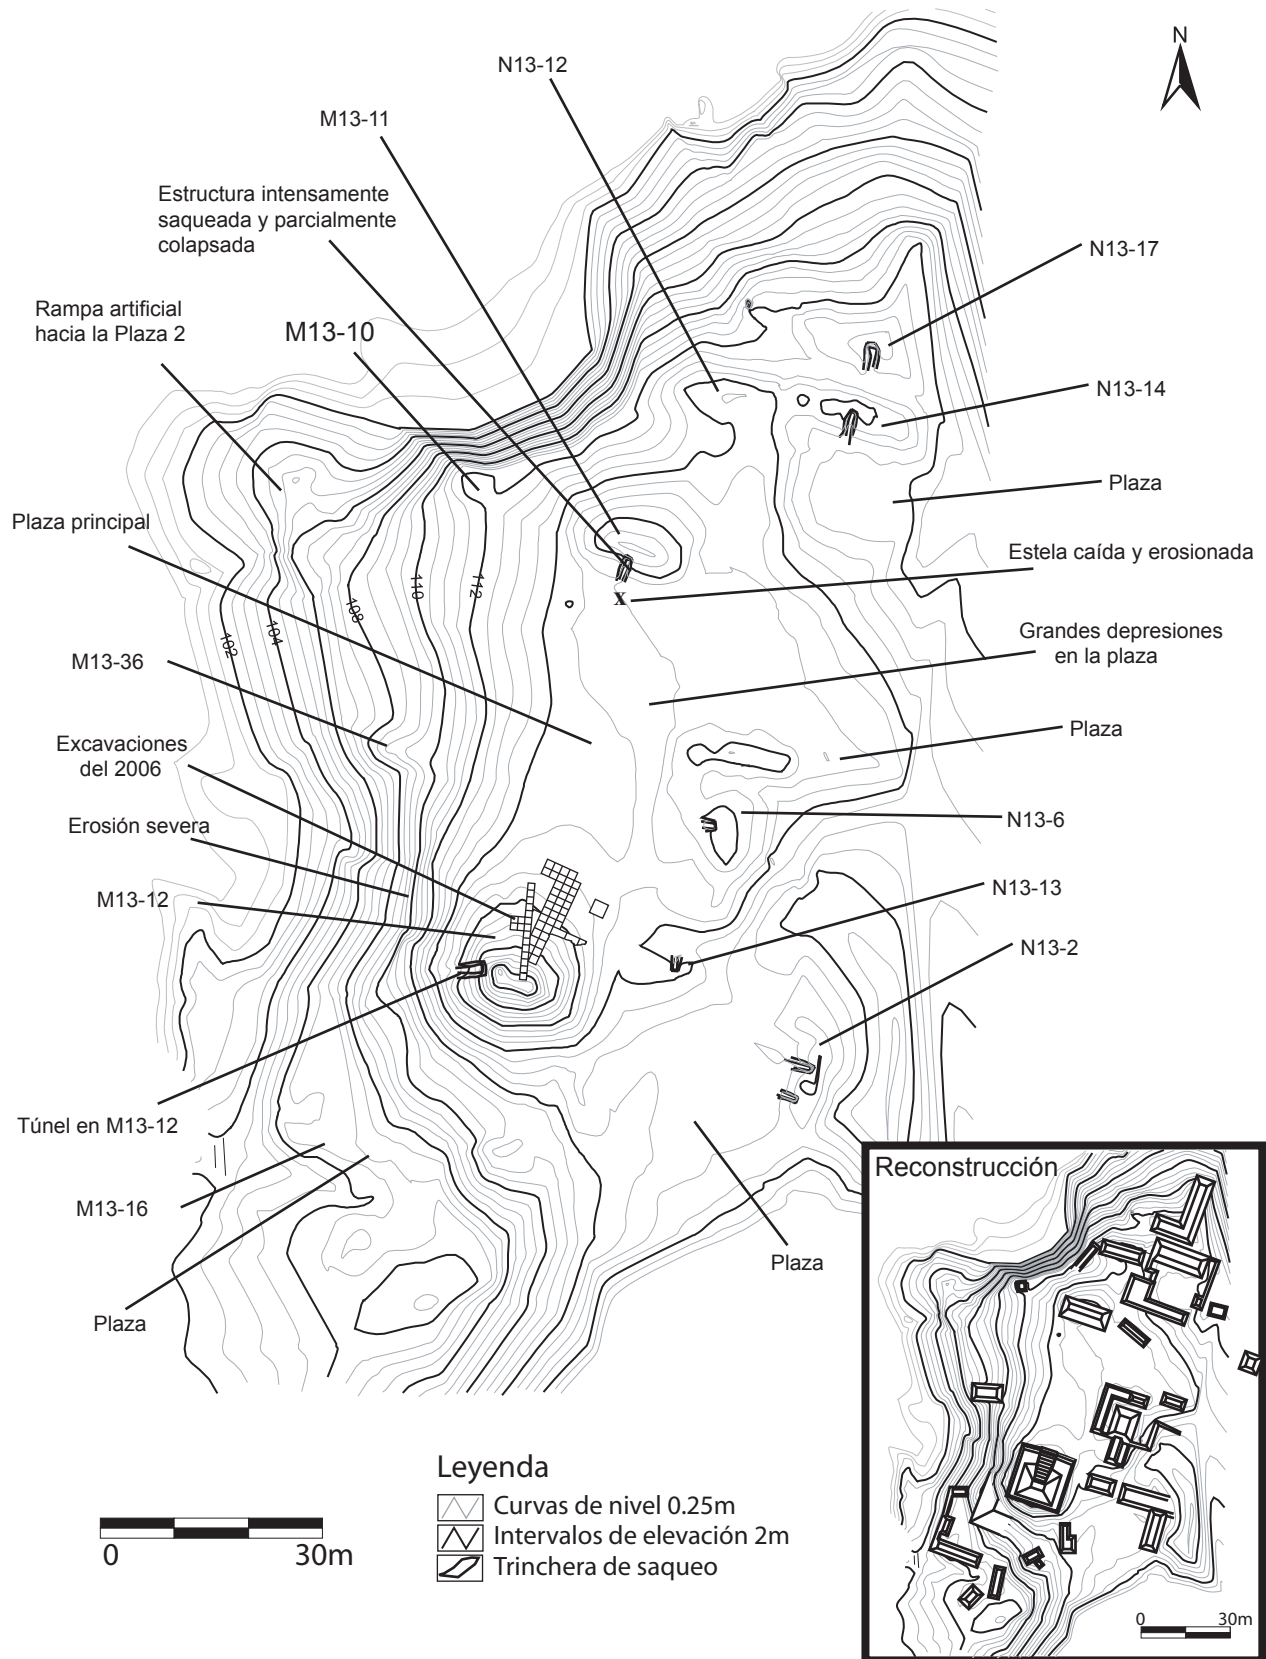 N
N13-12
M13-11
Estructura intensamente
saqueada y parcialmente
colapsada
N13-17
Rampa artificial
hacia la Plaza 2
M13-10
N13-14
Plaza
Plaza principal
Estela caída y erosionada
X
112
110
108
104
102
Grandes depresiones
en la plaza
M13-36
Plaza
Excavaciones
del 2006
Erosión severa
N13-6
M13-12
N13-13
N13-2
Túnel en M13-12
M13-16
Plaza
Plaza
Reconstrucción
0 30m
Leyenda
Curvas de nivel 0.25m
Intervalos de elevación 2m
Trinchera de saqueo
0 30m